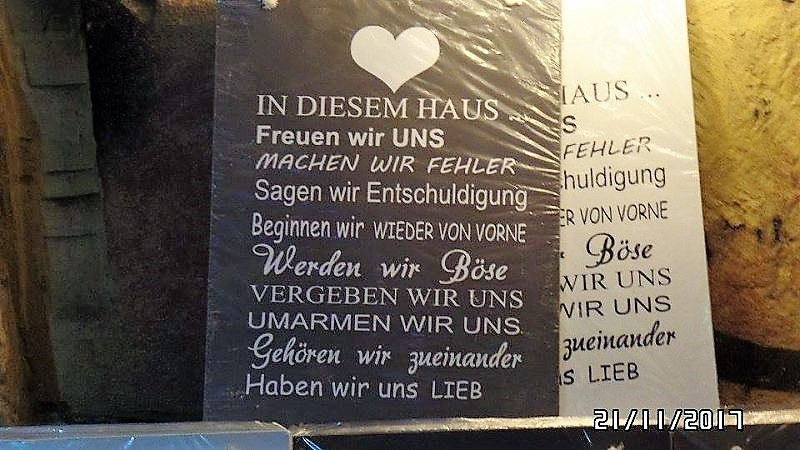 IN DIESEM HAUS ...
Freuen wir UNS
MACHEN WIR FEHLER
Sagen wir Entschuldigung
Beginnen wir WIEDER VON VORNE
Werden wir Böse
VERGEBEN WIR UNS
UMARMEN WIR UNS
Gehören wir zueinander
Haben wir uns LIEB
HAUS ...
S
FEHLER
huldigung
ER VON VORNE
Böse
WIR UNS
WIR UNS
zueinander
s LIEB
21/11/2017